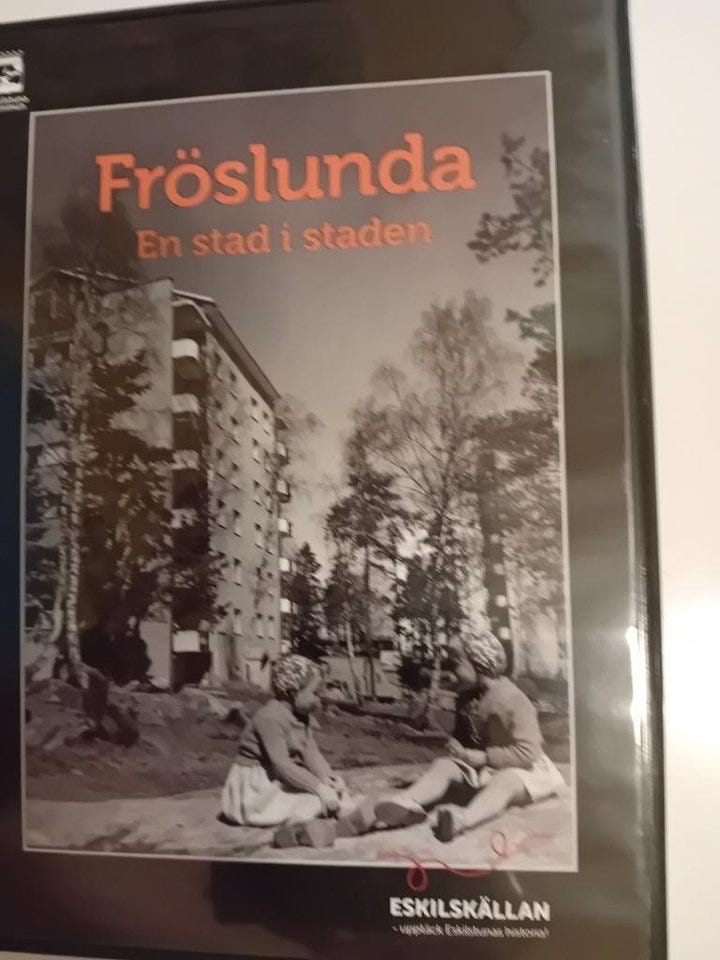 Fröslunda
En stad i staden
ESKILSKÄLLAN
- upptäck Eskilstunas historia!